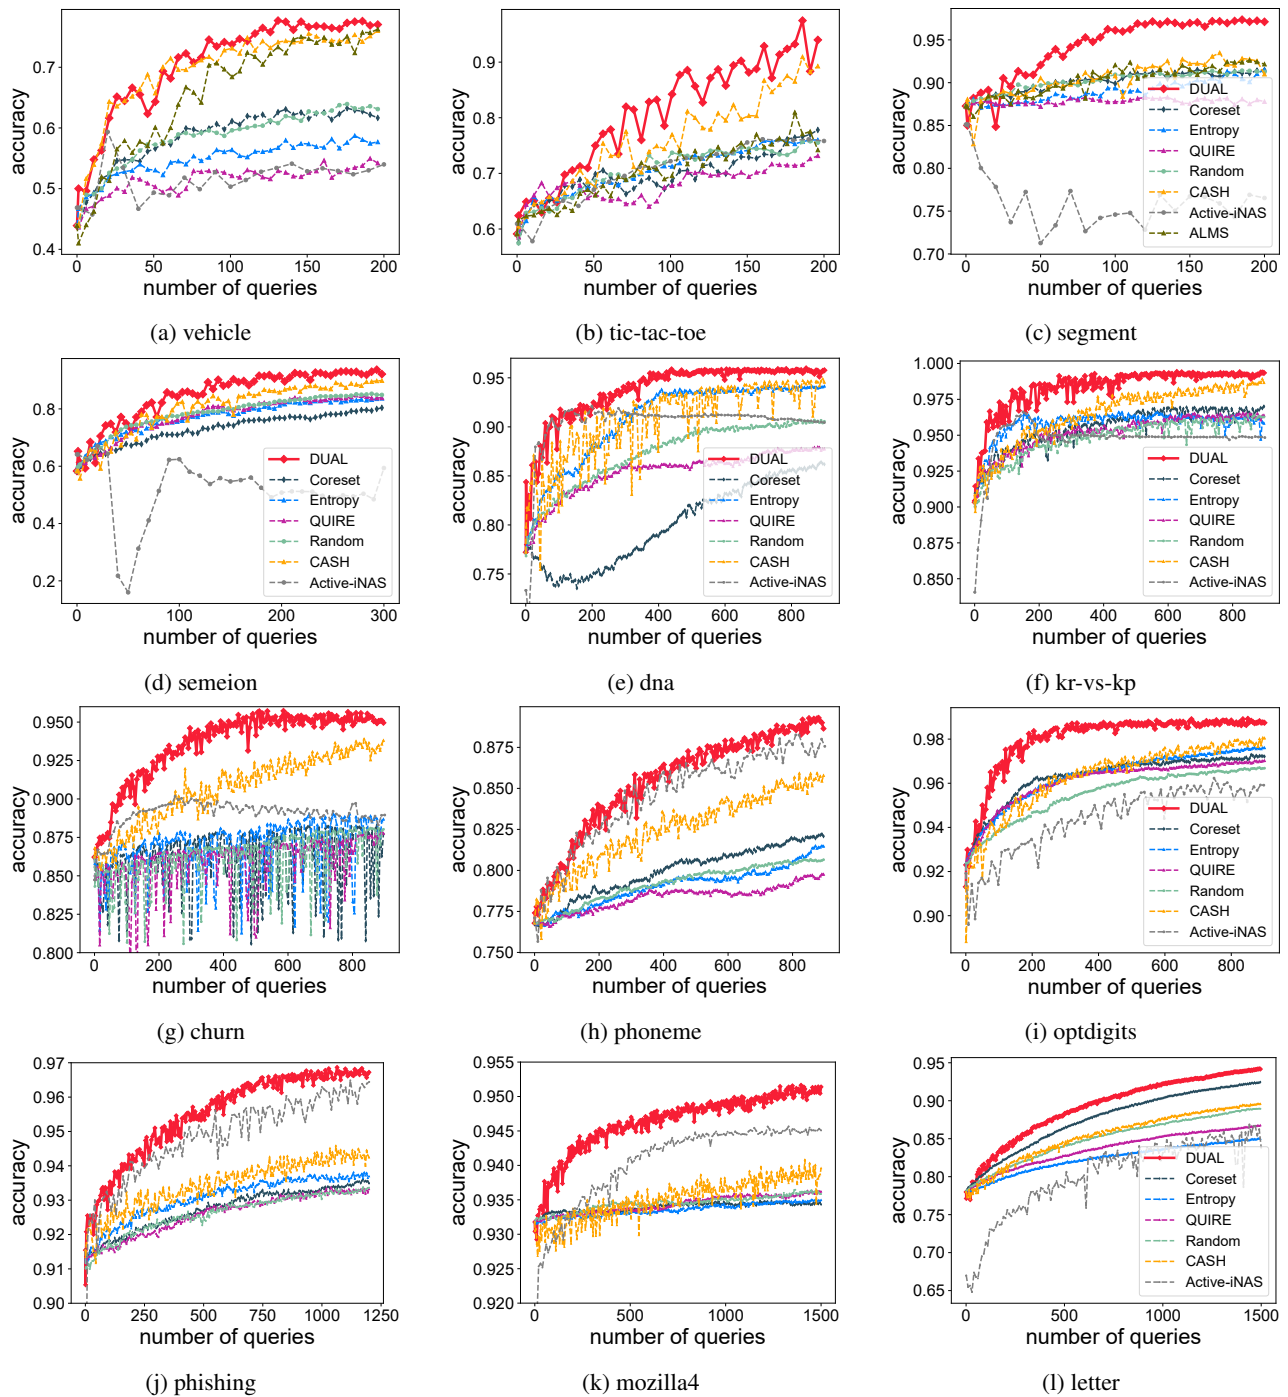 0.7
0.6
0.5
0.4
accuracy
0
50
100
150
200
number of queries
(a) vehicle
0.9
0.8
0.7
0.6
accuracy
0
50
100
150
200
number of queries
(b) tic-tac-toe
0.95
0.90
0.85
0.80
0.75
0.70
accuracy
DUAL
Coreset
Entropy
QUIRE
Random
CASH
Active-iNAS
ALMS
0
50
100
150
200
number of queries
(c) segment
0.8
0.6
0.4
0.2
accuracy
DUAL
Coreset
Entropy
QUIRE
Random
CASH
Active-iNAS
0
100
200
300
number of queries
(d) semeion
0.95
0.90
0.85
0.80
0.75
accuracy
DUAL
Coreset
Entropy
QUIRE
Random
CASH
Active-iNAS
0
200
400
600
800
number of queries
(e) dna
1.000
0.975
0.950
0.925
0.900
0.875
0.850
accuracy
DUAL
Coreset
Entropy
QUIRE
Random
CASH
Active-iNAS
0
200
400
600
800
number of queries
(f) kr-vs-kp
0.950
0.925
0.900
0.875
0.850
0.825
0.800
accuracy
0
200
400
600
800
number of queries
(g) churn
0.875
0.850
0.825
0.800
0.775
0.750
accuracy
0
200
400
600
800
number of queries
(h) phoneme
0.98
0.96
0.94
0.92
0.90
accuracy
DUAL
Coreset
Entropy
QUIRE
Random
CASH
Active-iNAS
0
200
400
600
800
number of queries
(i) optdigits
0.97
0.96
0.95
0.94
0.93
0.92
0.91
0.90
accuracy
0
250
500
750
1000
1250
number of queries
(j) phishing
0.955
0.950
0.945
0.940
0.935
0.930
0.925
0.920
accuracy
0
500
1000
1500
number of queries
(k) mozilla4
0.95
0.90
0.85
0.80
0.75
0.70
0.65
accuracy
DUAL
Coreset
Entropy
QUIRE
Random
CASH
Active-iNAS
0
500
1000
1500
number of queries
(l) letter